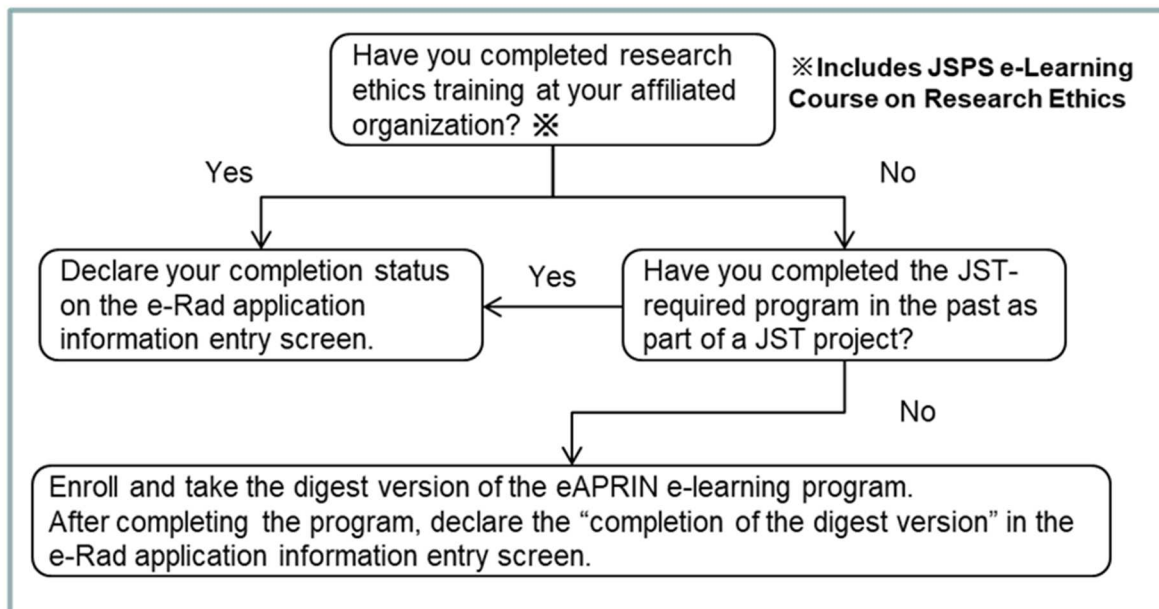 Have you completed research
ethics training at your affiliated
organization? ※
※Includes JSPS e-Learning
Course on Research Ethics
Yes
No
Declare your completion status
on the e-Rad application
information entry screen.
Yes
Have you completed the JST-
required program in the past as
part of a JST project?
No
Enroll and take the digest version of the eAPRIN e-learning program.
After completing the program, declare the “completion of the digest version” in the
e-Rad application information entry screen.